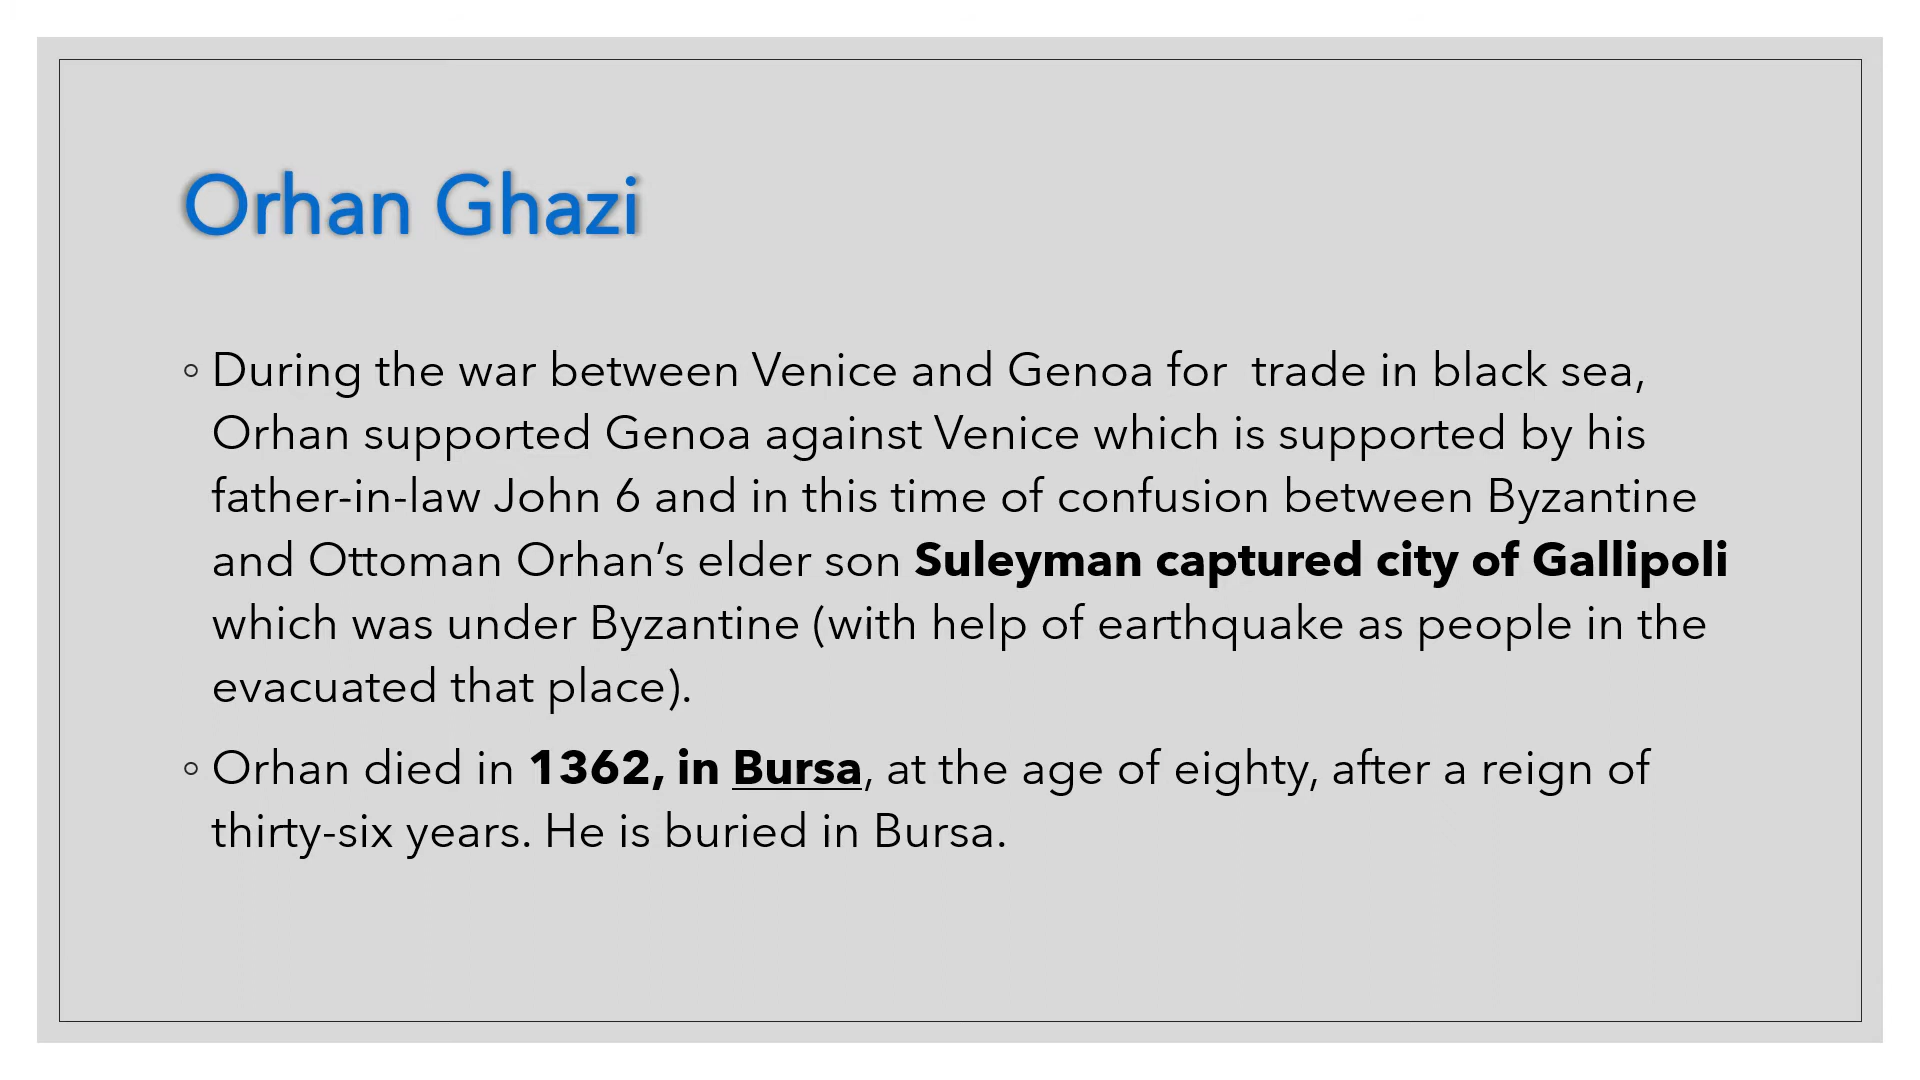 Orhan Ghazi
◦ During the war between Venice and Genoa for  trade in black sea,
Orhan supported Genoa against Venice which is supported by his
father-in-law John 6 and in this time of confusion between Byzantine
and Ottoman Orhan’s elder son Suleyman captured city of Gallipoli
which was under Byzantine (with help of earthquake as people in the
evacuated that place).
◦ Orhan died in 1362, in Bursa, at the age of eighty, after a reign of
thirty-six years. He is buried in Bursa.